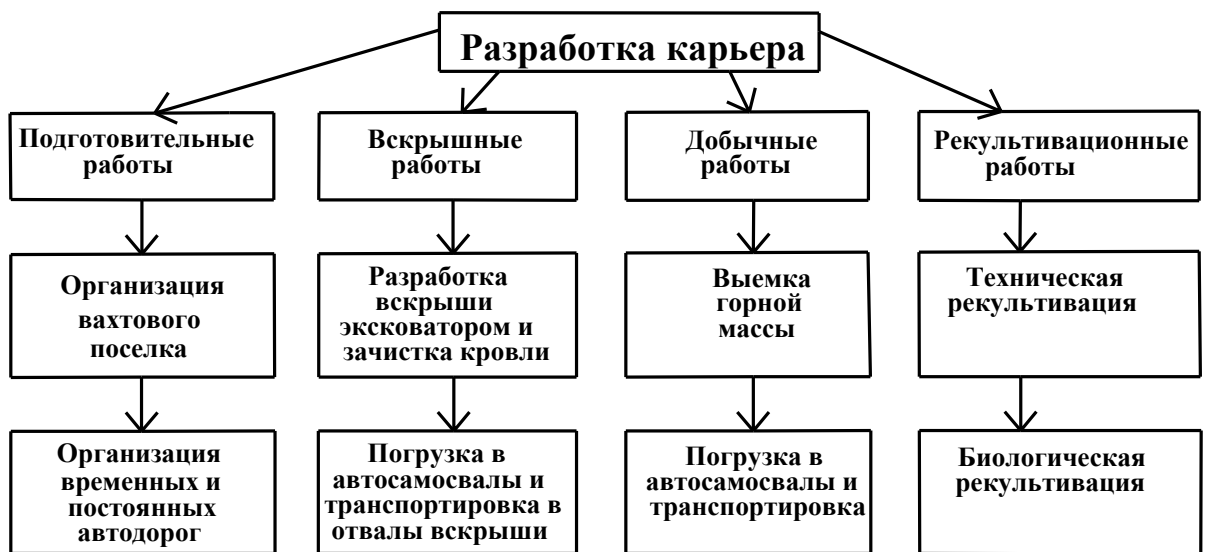 Разработка карьера
Подготовительные
работы
Вскрышные
работы
Добычные
работы
Рекультивационные
работы
Организация
вахтового
поселка
Разработка
вскрыши
эксковатором и
зачистка кровли
Выемка
горной
массы
Техническая
рекультивация
Организация
временных и
постоянных
автодорог
Погрузка в
автосамосвалы и
транспортировка в
отвалы вскрыши
Погрузка в
автосамосвалы и
транспортировка
Биологическая
рекультивация